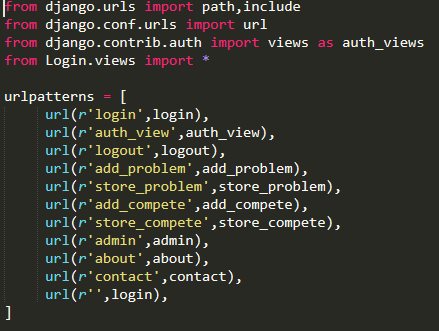 from django.urls import path,include
from django.conf.urls import url
from django.contrib.auth import views as auth_views
from Login.views import *

urlpatterns = [
     url(r'login',login),
     url(r'auth_view',auth_view),
     url(r'logout',logout),
     url(r'add_problem',add_problem),
     url(r'store_problem',store_problem),
     url(r'add_compete',add_compete),
     url(r'store_compete',store_compete),
     url(r'admin',admin),
     url(r'about',about),
     url(r'contact',contact),
     url(r'',login),
]